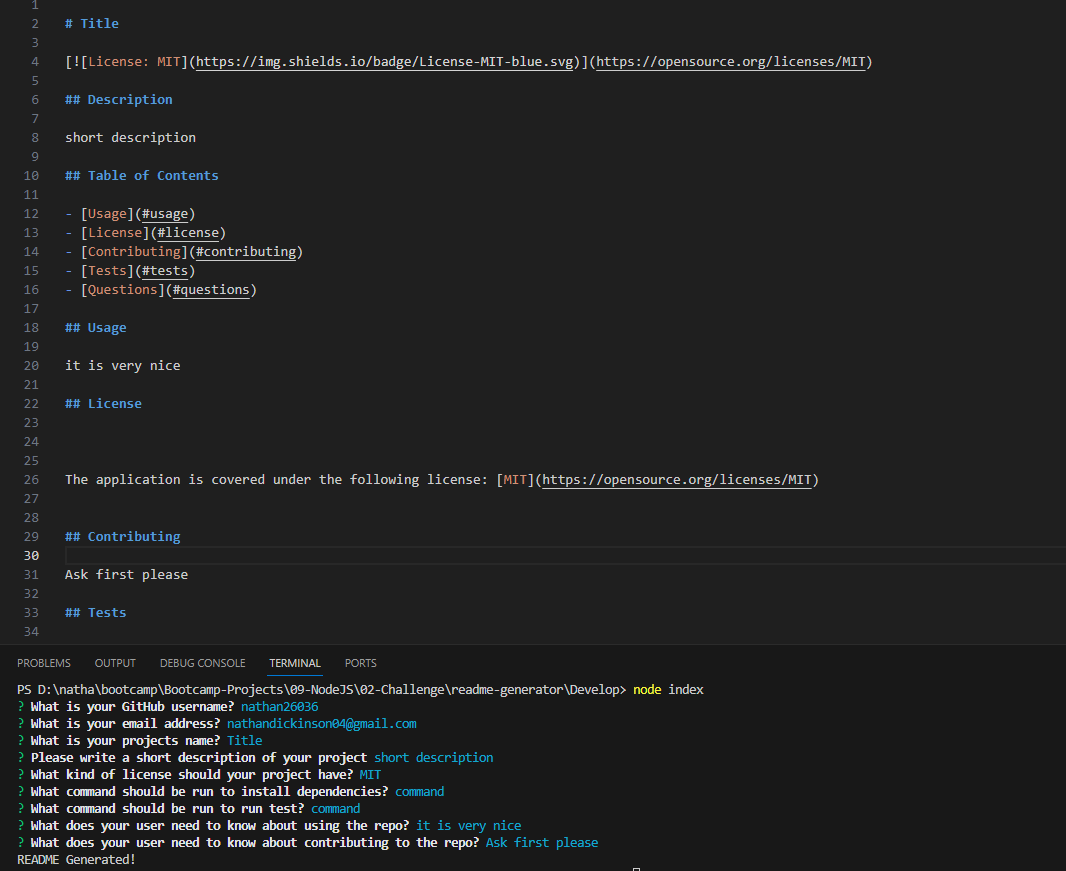 1
2 # Title
3
4 [![License: MIT](https://img.shields.io/badge/License-MIT-blue.svg)](https://opensource.org/licenses/MIT)
5
6 ## Description
7
8 short description
9
10 ## Table of Contents
11
12 - [Usage](#usage)
13 - [License](#license)
14 - [Contributing](#contributing)
15 - [Tests](#tests)
16 - [Questions](#questions)
17
18 ## Usage
19
20 it is very nice
21
22 ## License
23
24
25
26 The application is covered under the following license: [MIT](https://opensource.org/licenses/MIT)
27
28
29 ## Contributing
30
31 Ask first please
32
33 ## Tests
34
PROBLEMS OUTPUT DEBUG CONSOLE TERMINAL PORTS
PS D:\natha\bootcamp\Bootcamp-Projects\09-NodeJS\02-Challenge\readme-generator\Develop> node index
? What is your GitHub username? nathan26036
? What is your email address? nathandickinson04@gmail.com
? What is your projects name? Title
? Please write a short description of your project short description
? What kind of license should your project have? MIT
? What command should be run to install dependencies? command
? What command should be run to run test? command
? What does your user need to know about using the repo? it is very nice
? What does your user need to know about contributing to the repo? Ask first please
README Generated!